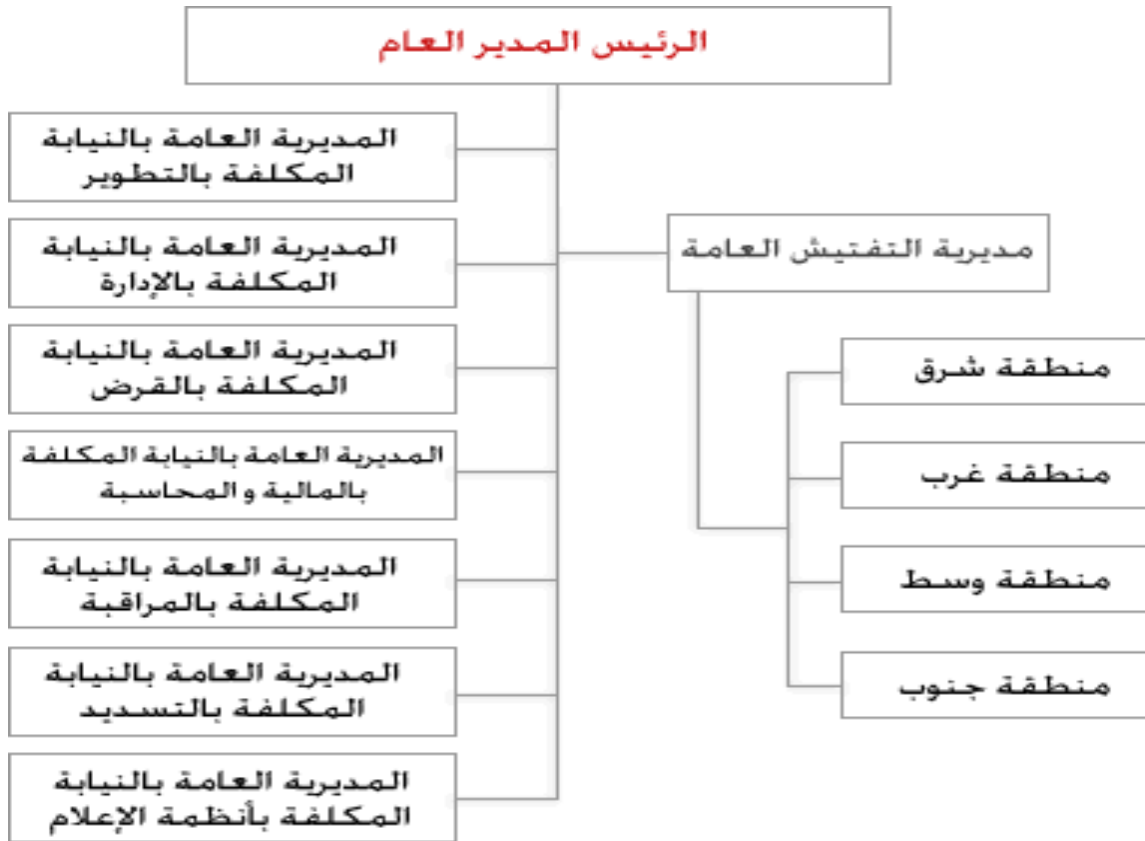 الرئيس المدير العام
المديرية العامة بالنيابة
المكلفة بالتطوير
المديرية العامة بالنيابة
المكلفة بالإدارة
المديرية العامة بالنيابة
المكلفة بالقرض
المديرية العامة بالنيابة المكلفة
بالمالية و المحاسبة
المديرية العامة بالنيابة
المكلفة بالمراقبة
المديرية العامة بالنيابة
المكلفة بالتسديد
المديرية العامة بالنيابة
المكلفة بأنظمة الإعلام
مديرية التفتيش العامة
منطقة شرق
منطقة غرب
منطقة وسط
منطقة جنوب